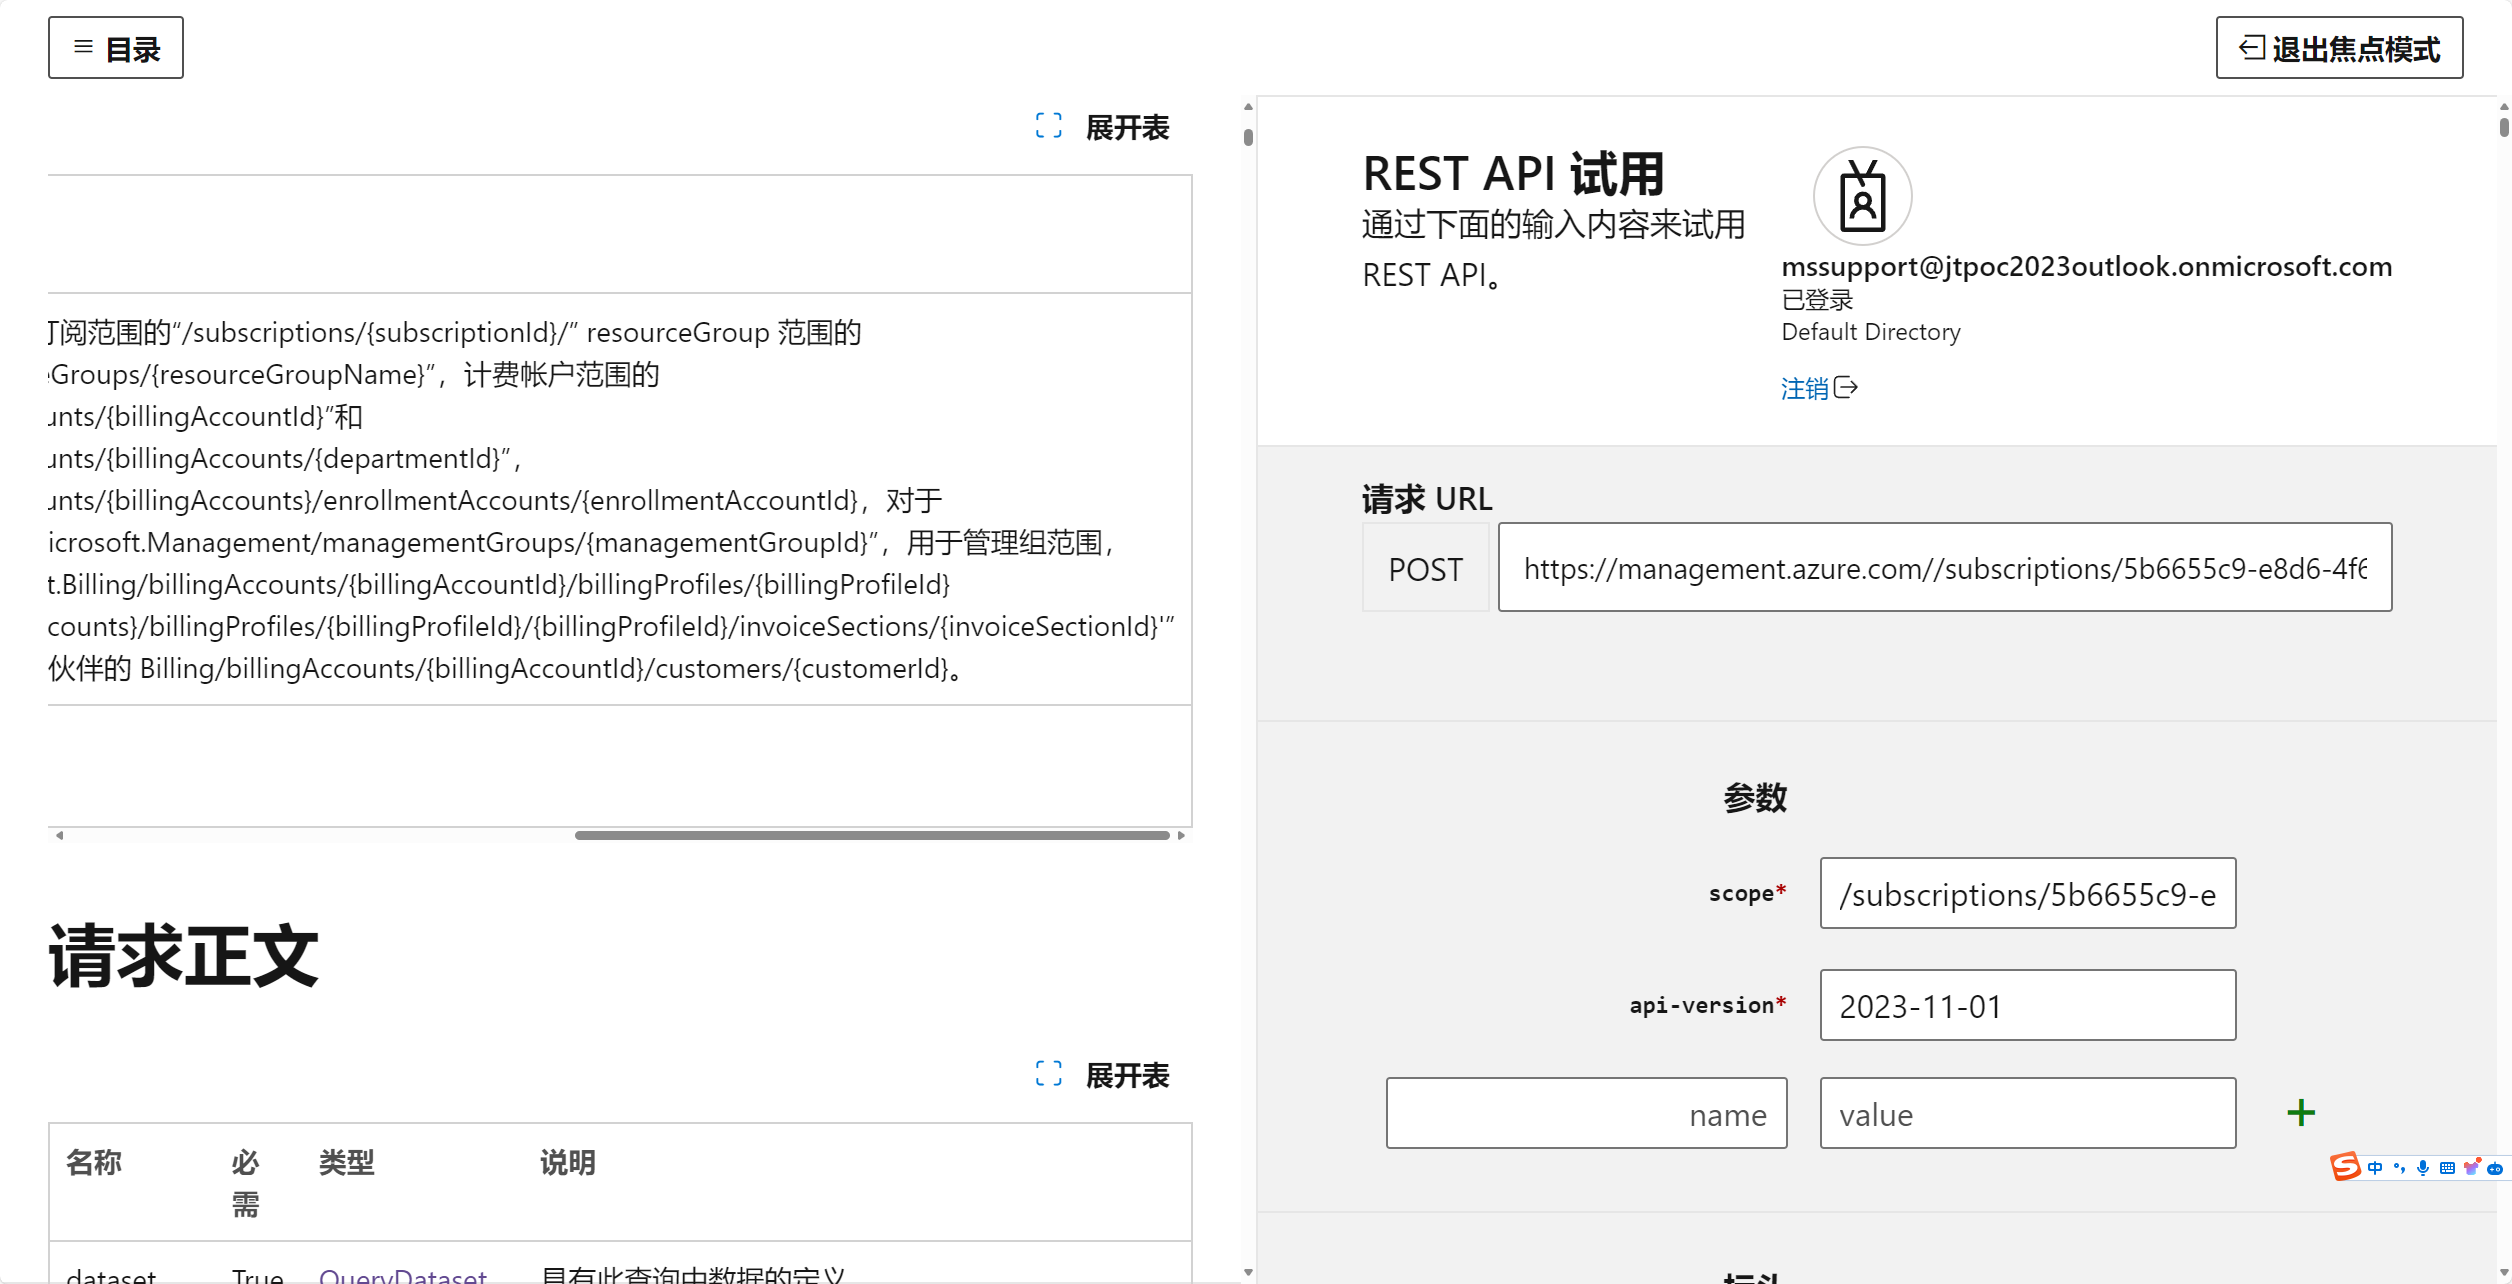 目录
退出焦点模式
展开表
阅范围的“/subscriptions/{subscriptionId}/” resourceGroup 范围的
Groups/{resourceGroupName}”，计费帐户范围的
unts/{billingAccountId}”和
unts/{billingAccounts/{departmentId}”，
unts/{billingAccounts}/enrollmentAccounts/{enrollmentAccountId}，对于
icrosoft.Management/managementGroups/{managementGroupId}”，用于管理组范围，
t.Billing/billingAccounts/{billingAccountId}/billingProfiles/{billingProfileId}
counts}/billingProfiles/{billingProfileId}/{billingProfileId}/invoiceSections/{invoiceSectionId}'”
伙伴的 Billing/billingAccounts/{billingAccountId}/customers/{customerId}。
请求正文
展开表
名称 必需 类型 说明
dataset True QueryDataset 具有此查询中数据的定义
REST API 试用
通过下面的输入内容来试用
REST API。
mssupport@jtpoc2023outlook.onmicrosoft.com
已登录
Default Directory
注销
请求 URL
POST https://management.azure.com//subscriptions/5b6655c9-e8d6-4f6
参数
scope* /subscriptions/5b6655c9-e
api-version* 2023-11-01
name value
中